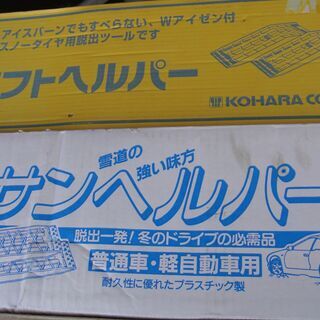 アイスバーンでもすべらない、Wアイゼン付
スノータイヤ用脱出ツールです
フトヘルパー
KOHARA CO
雪道の
強い味方
サンヘルパー
脱出一発!冬のドライブの必需品
普通車・軽自動車用
耐久性に優れたプラスチック製